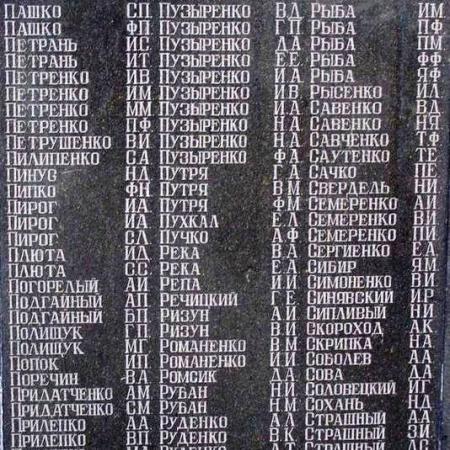 ПАШКО С.П.
ПАШКО Ф.П.
ПЕТРАНЬ И.С.
ПЕТРАНЬ И.Т.
ПЕТРЕНКО И.В.
ПЕТРЕНКО И.М.
ПЕТРЕНКО М.М.
ПЕТРЕНКО П.Ф.
ПЕТРУШЕНКО В.И.
ПИЛИПЕНКО С.А.
ПИНУС Н.Д.
ПИПКО Ф.Н.
ПИРОГ И.Д.
ПИРОГ И.Д.
ПИРОГ С.Л.
ПЛЮТА И.Д.
ПЛЮТА С.С.
ПОГОРЕЛЫЙ А.И.
ПОДГАЙНЫЙ А.П.
ПОДГАЙНЫЙ Б.П.
ПОЛИЩУК Г.П.
ПОЛИЩУК М.Г.
ПОПОК И.П.
ПОРЕЧИН В.А.
ПРИДАТЧЕНКО А.М.
ПРИДАТЧЕНКО С.М.
ПРИЛЕПКО А.А.
ПРИЛЕПКО В.П.
ПУЗЫРЕНКО В.Д.
ПУЗЫРЕНКО Г.П.
ПУЗЫРЕНКО Д.А.
ПУЗЫРЕНКО Е.Е.
ПУЗЫРЕНКО И.А.
ПУЗЫРЕНКО И.В.
ПУЗЫРЕНКО И.А.
ПУЗЫРЕНКО Н.А.
ПУЗЫРЕНКО Н.А.
ПУЗЫРЕНКО Ф.А.
ПУТРЯ Г.А.
ПУТРЯ В.М.
ПУТРЯ Ф.М.
ПУХКАЛ Е.Л.
ПУЧКО А.Ф.
РЕКА В.А.
РЕКА Е.А.
РЕПА И.И.
РЕЧИЦКИЙ Г.Е.
РИЗУН А.И.
РИЗУН В.И.
РОМАНЕНКО В.М.
РОМАНЕНКО И.И.
РОМСИК Д.А.
РУБАН Н.И.
РУБАН Н.М.
РУДЕНКО А.Л.
РУДЕНКО В.К.
РЫБА И.М.
РЫБА П.Ф.
РЫБА П.М.
РЫБА Ф.Ф.
РЫБА Я.Ф.
РЫСЕНКО И.Д.
САВЕНКО В.Д.
САВЕНКО Н.Я.
САВЧЕНКО Т.Ф.
САУТЕНКО Т.Е.
САЧКО П.Е.
СВЕРДЕЛЬ Н.И.
СЕМЕРЕНКО А.И.
СЕМЕРЕНКО В.И.
СЕМЕРЕНКО П.И.
СЕРГИЕНКО Е.А.
СИБИР Я.М.
СИМОНЕНКО В.И.
СИНЯВСКИЙ И.Р.
СИПЛИВЫЙ Н.И.
СКОРОХОД А.К.
СКРИПКА Н.А.
СОБОЛЕВ А.А.
СОВА Д.А.
СОЛОВЕЦКИЙ И.Г.
СОХАНЬ Н.Д.
СТРАШНЫЙ А.А.
СТРАШНЫЙ З.И.